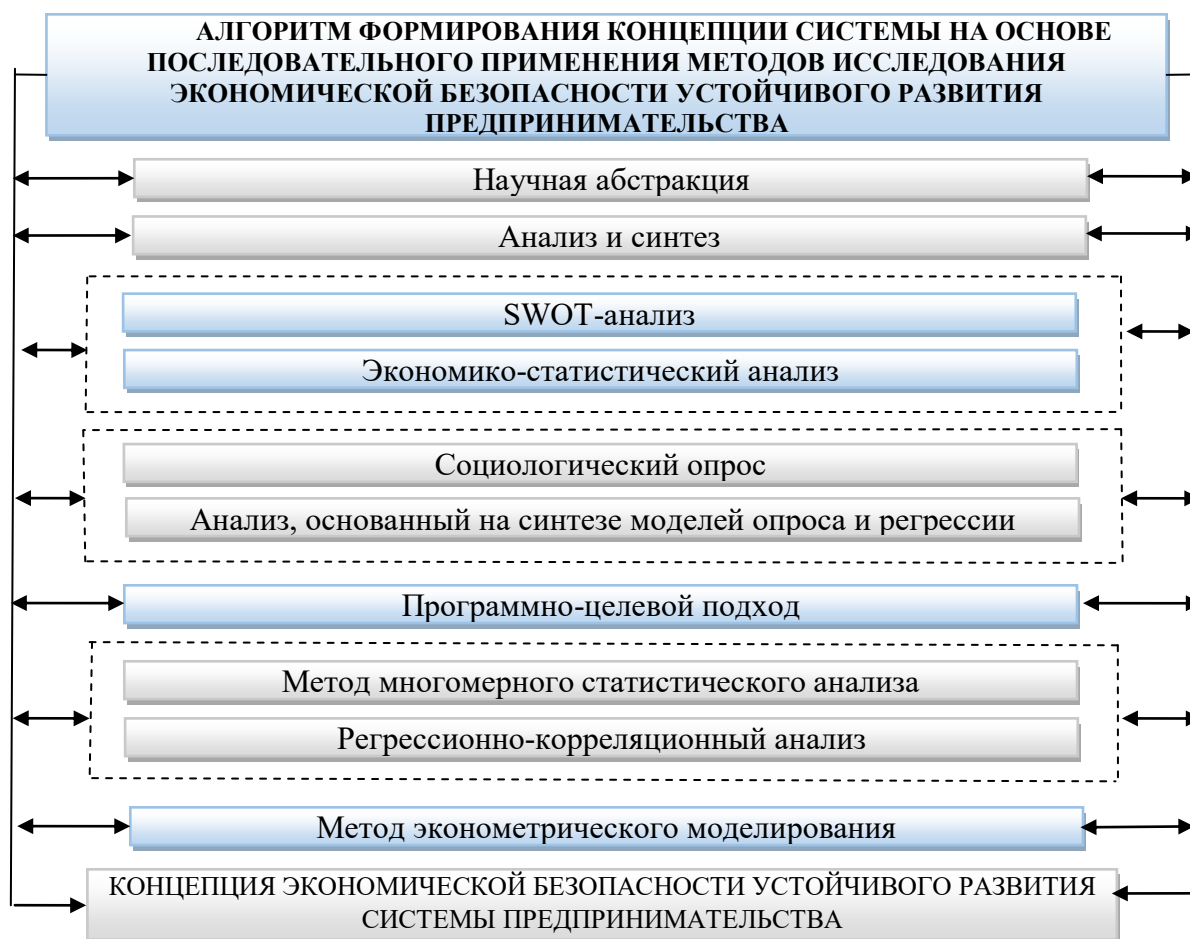 АЛГОРИТМ ФОРМИРОВАНИЯ КОНЦЕПЦИИ СИСТЕМЫ НА ОСНОВЕ
ПОСЛЕДОВАТЕЛЬНОГО ПРИМЕНЕНИЯ МЕТОДОВ ИССЛЕДОВАНИЯ
ЭКОНОМИЧЕСКОЙ БЕЗОПАСНОСТИ УСТОЙЧИВОГО РАЗВИТИЯ
ПРЕДПРИНИМАТЕЛЬСТВА
Научная абстракция
Анализ и синтез
SWOT-анализ
Экономико-статистический анализ
Социологический опрос
Анализ, основанный на синтезе моделей опроса и регрессии
Программно-целевой подход
Метод многомерного статистического анализа
Регрессионно-корреляционный анализ
Метод эконометрического моделирования
КОНЦЕПЦИЯ ЭКОНОМИЧЕСКОЙ БЕЗОПАСНОСТИ УСТОЙЧИВОГО РАЗВИТИЯ
СИСТЕМЫ ПРЕДПРИНИМАТЕЛЬСТВА